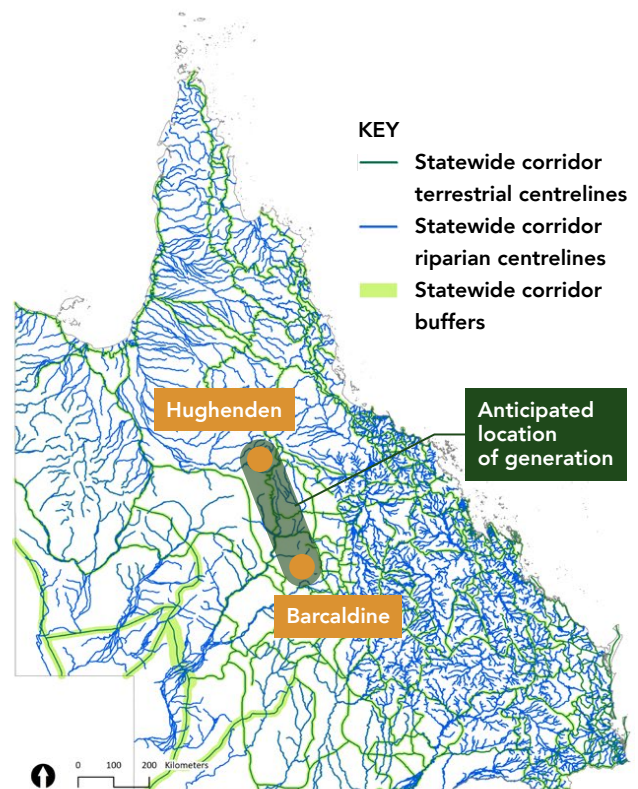 KEY
Statewide corridor
terrestrial centrelines
Statewide corridor
riparian centrelines
Statewide corridor
buffers
Hughenden
Anticipated
location
of generation
Barcaldine
0 100 200 Kilometers